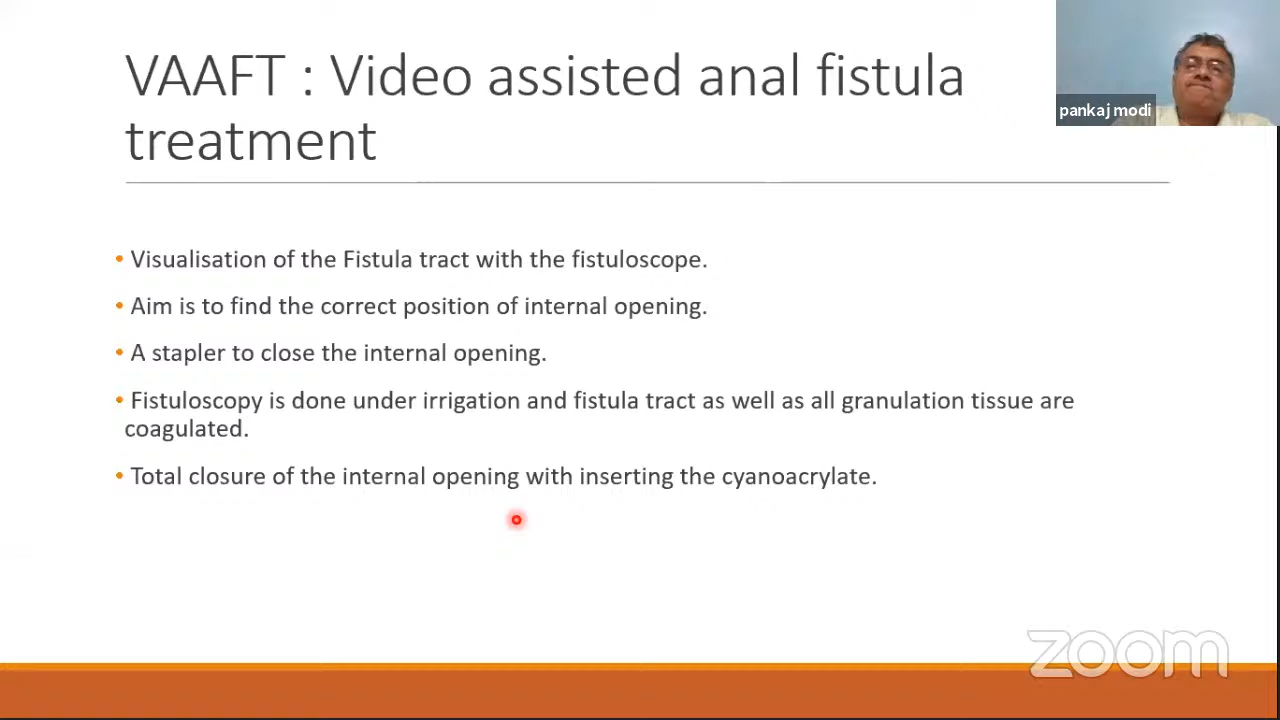 VAAFT : Video assisted anal fistula
treatment
pankaj modi
• Visualisation of the Fistula tract with the fistuloscope.
• Aim is to find the correct position of internal opening.
• A stapler to close the internal opening.
• Fistuloscopy is done under irrigation and fistula tract as well as all granulation tissue are
coagulated.
• Total closure of the internal opening with inserting the cyanoacrylate.
zoom